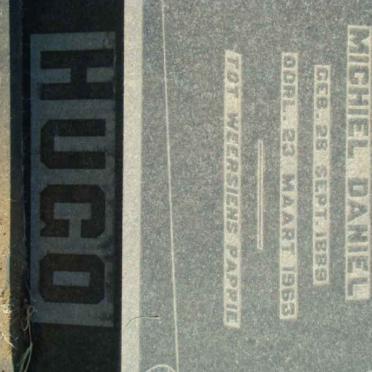 MICHIEL DANIEL
GEB. 28 SEPT. 1889
OORL. 23 MAART 1963
TOT WEERSIENS PAPPIE
HUGO